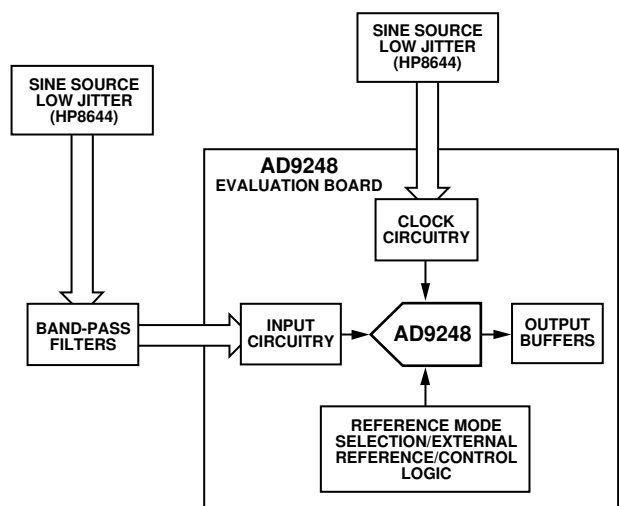 SINE SOURCE
LOW JITTER
(HP8644)
SINE SOURCE
LOW JITTER
(HP8644)
AD9248
EVALUATION BOARD
CLOCK
CIRCUITRY
BAND-PASS
FILTERS
INPUT
CIRCUITRY
AD9248
OUTPUT
BUFFERS
REFERENCE MODE
SELECTION/EXTERNAL
REFERENCE/CONTROL
LOGIC